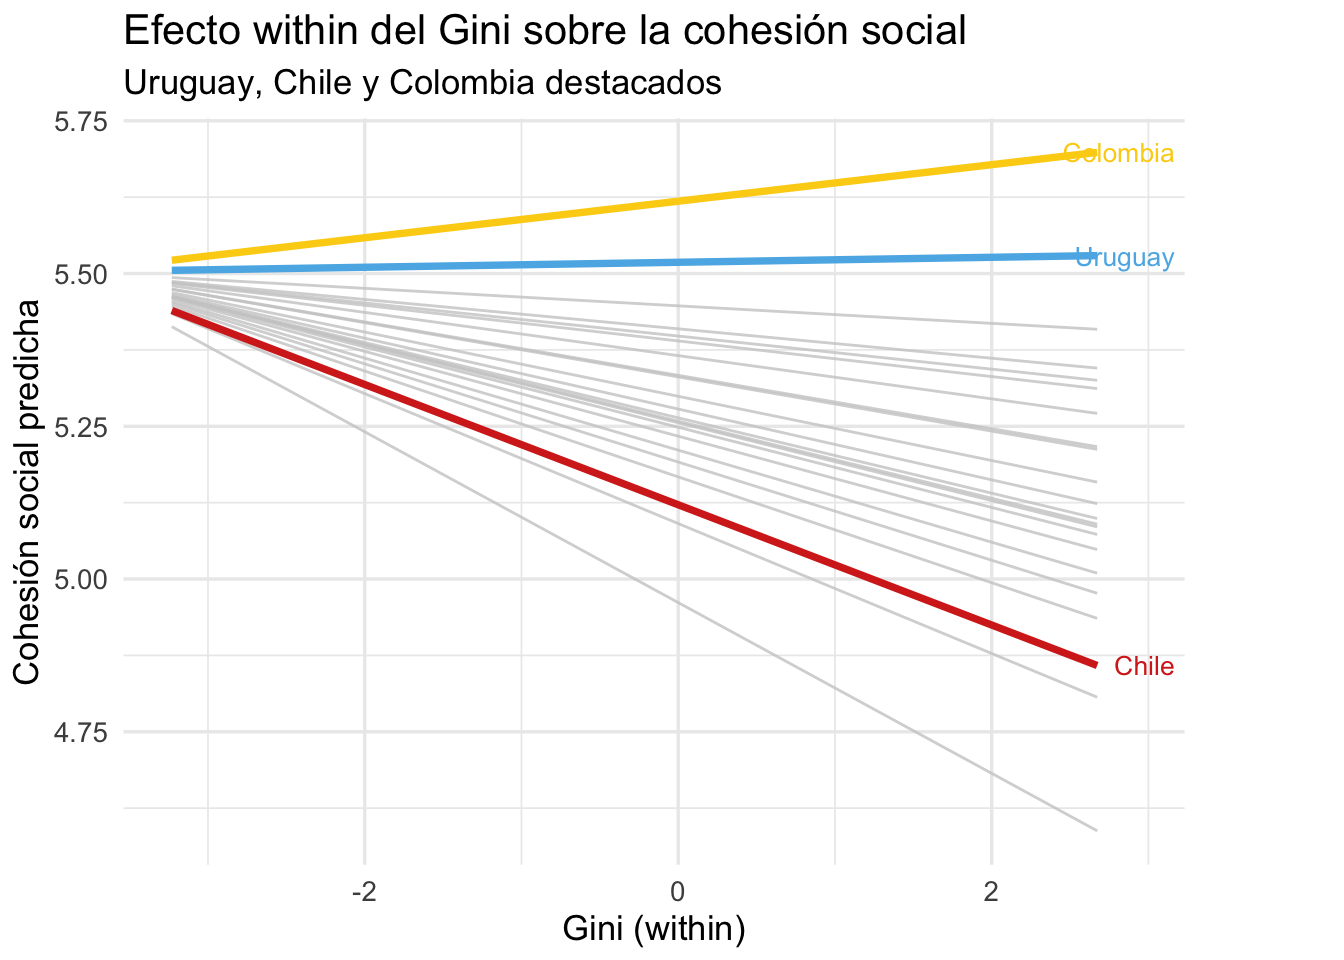 Efecto within del Gini sobre la cohesión social
Uruguay, Chile y Colombia destacados
5.75
5.50
5.25
5.00
4.75
Cohesión social predicha
Colombia
Uruguay
Chile
-2
0
2
Gini (within)